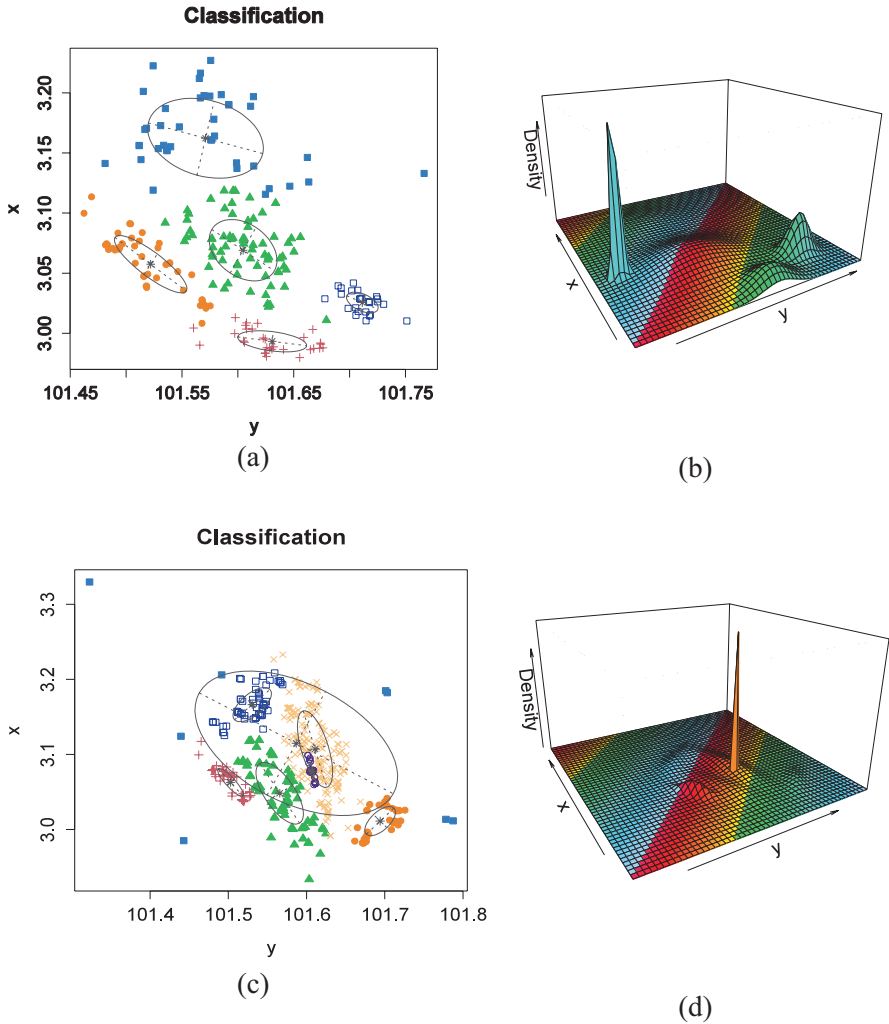 Classification
3.20
3.15
3.10
3.05
3.00
x
101.45
101.55
101.65
101.75
y
(a)
Density
x
y
(b)
Classification
3.3
3.2
3.1
3.0
x
101.4
101.5
101.6
101.7
101.8
y
(c)
Density
x
y
(d)